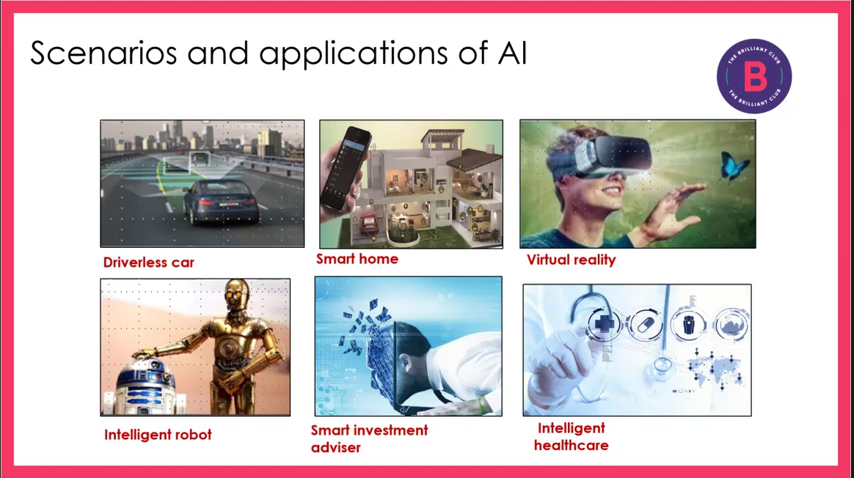 Scenarios and applications of AI
THE BRILLIANT CLUB
B
THE BRILLIANT CLUB
Driverless car
Smart home
Virtual reality
Intelligent robot
Smart investment
adviser
Intelligent
healthcare